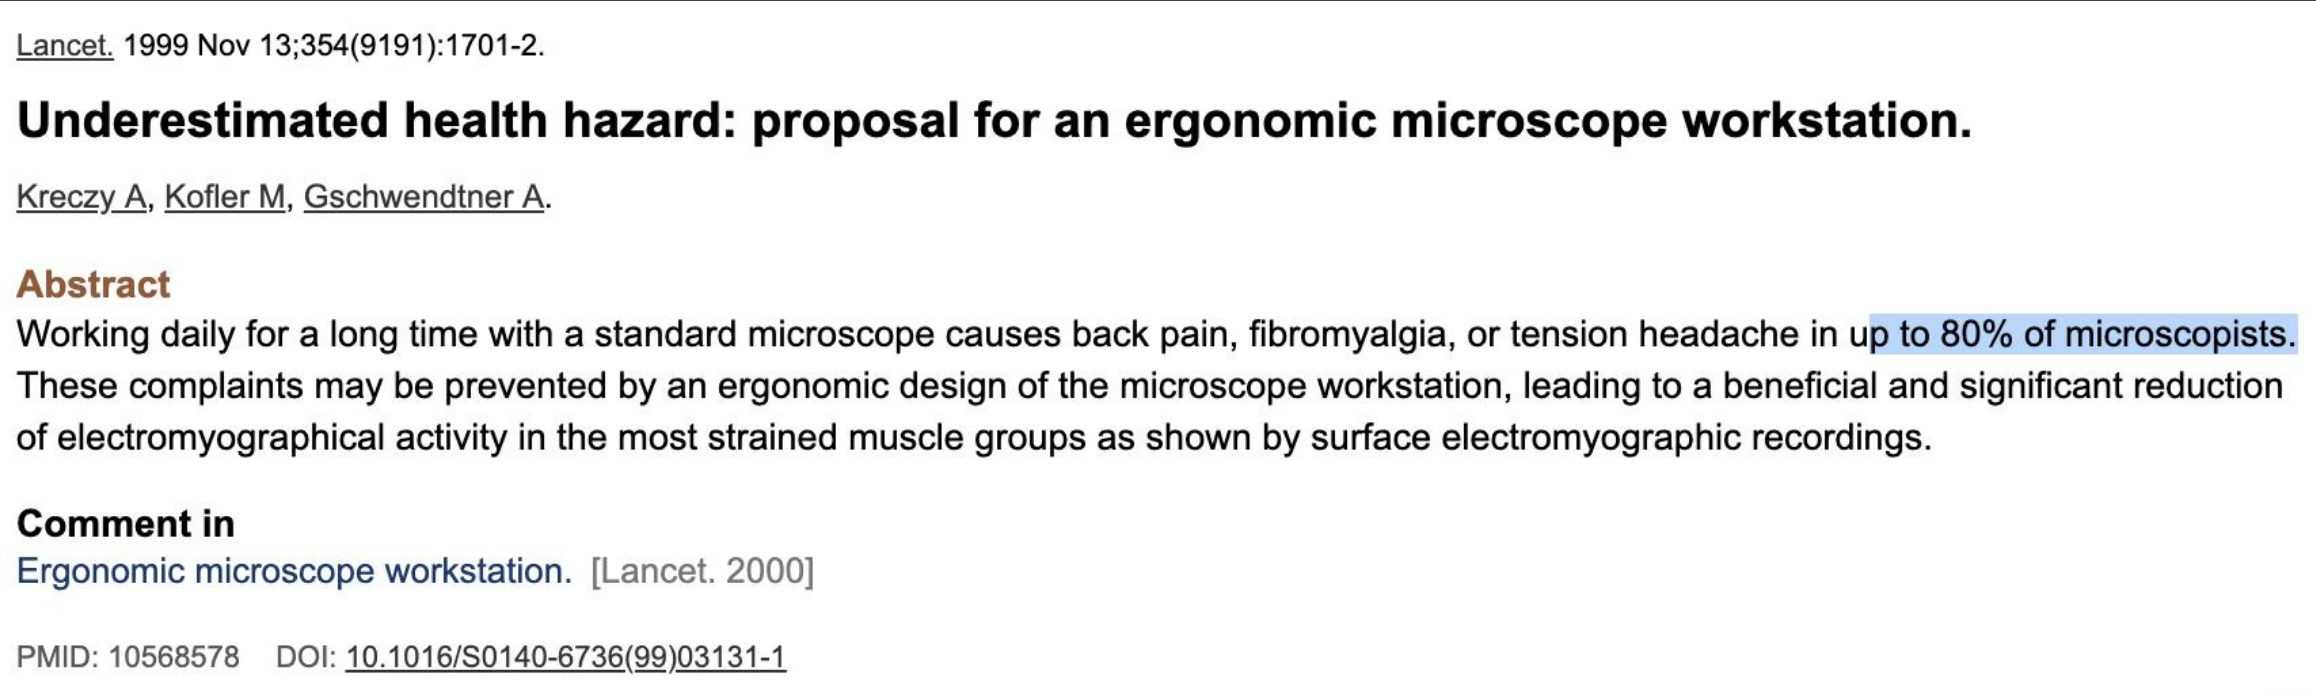 Lancet. 1999 Nov 13;354(9191):1701-2.
Underestimated health hazard: proposal for an ergonomic microscope workstation.
Kreczy A, Kofler M, Gschwendtner A.
Abstract
Working daily for a long time with a standard microscope causes back pain, fibromyalgia, or tension headache in up to 80% of microscopists.
These complaints may be prevented by an ergonomic design of the microscope workstation, leading to a beneficial and significant reduction
of electromyographical activity in the most strained muscle groups as shown by surface electromyographic recordings.
Comment in
Ergonomic microscope workstation. [Lancet. 2000]
PMID: 10568578 DOI: 10.1016/S0140-6736(99)03131-1